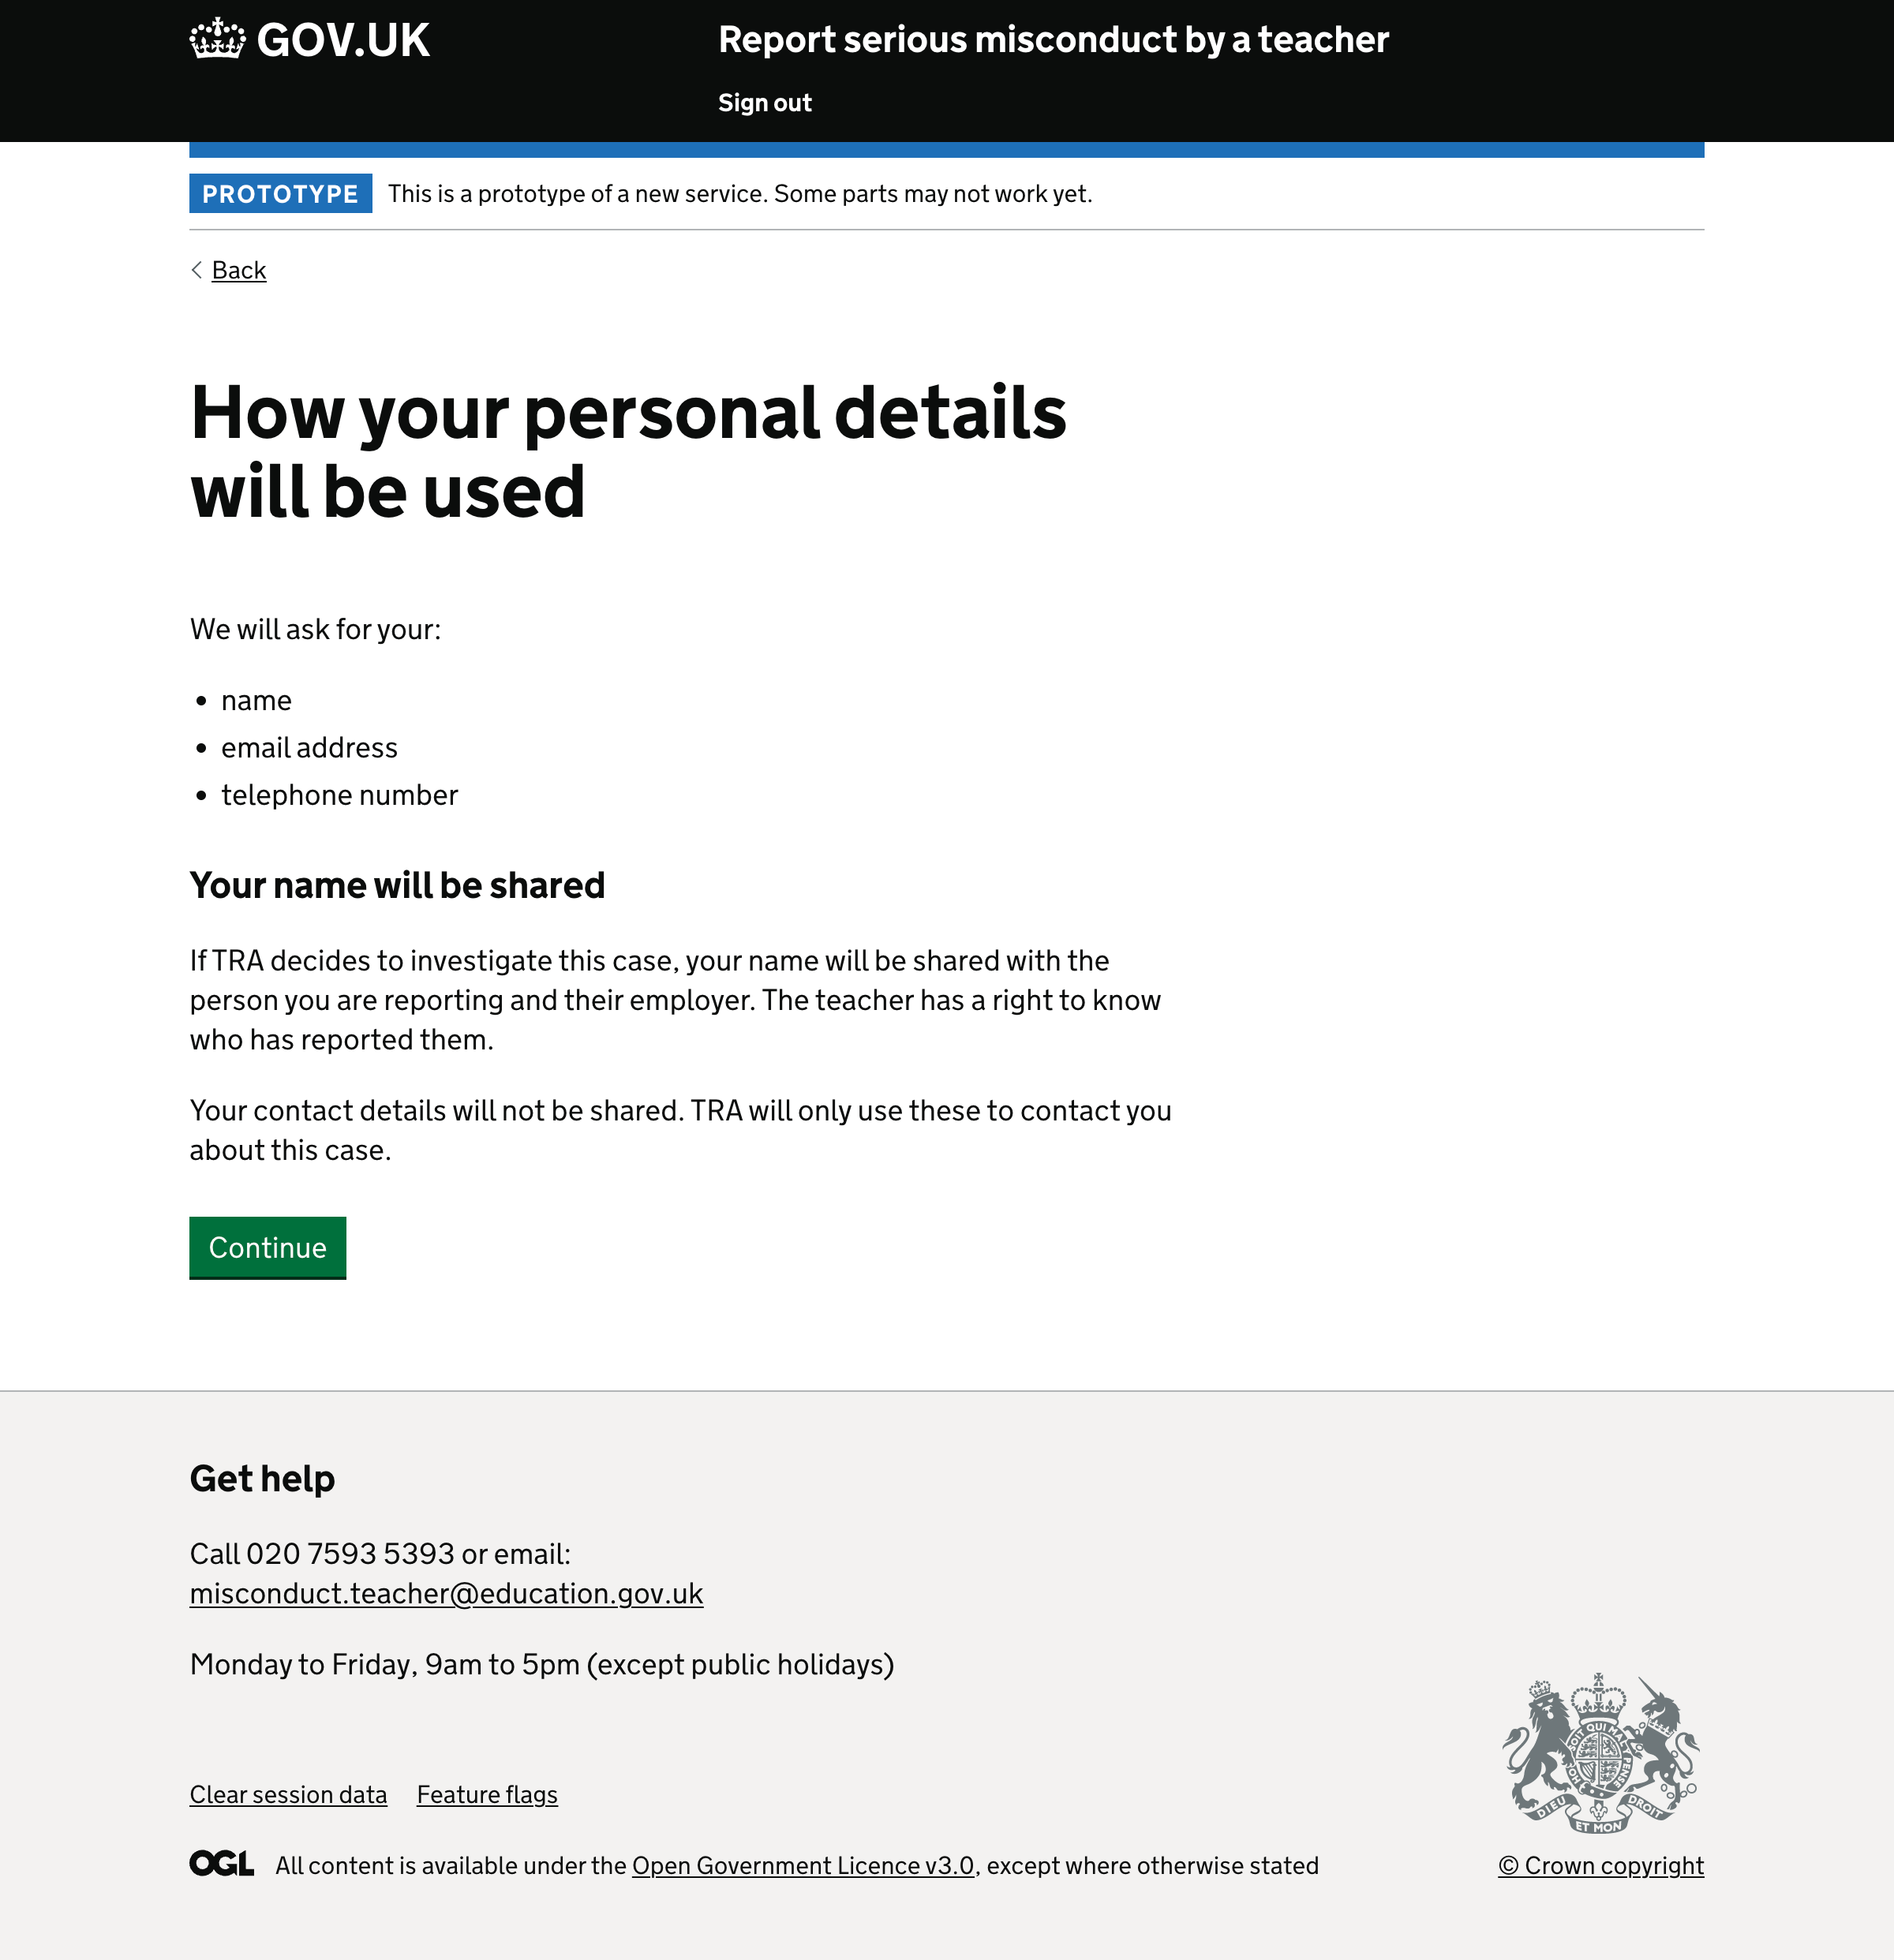 GOV.UK
Report serious misconduct by a teacher
Sign out
PROTOTYPE This is a prototype of a new service. Some parts may not work yet.
Back
How your personal details
will be used
We will ask for your:
• name
• email address
• telephone number
Your name will be shared
If TRA decides to investigate this case, your name will be shared with the
person you are reporting and their employer. The teacher has a right to know
who has reported them.
Your contact details will not be shared. TRA will only use these to contact you
about this case.
Continue
Get help
Call 020 7593 5393 or email:
misconduct.teacher@education.gov.uk
Monday to Friday, 9am to 5pm (except public holidays)
DIEU ET MON DROIT
Clear session data Feature flags
OGL All content is available under the Open Government Licence v3.0, except where otherwise stated
© Crown copyright